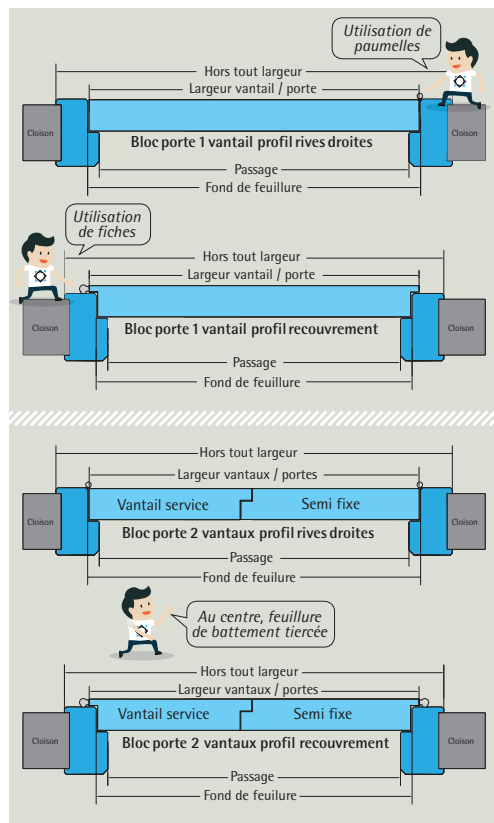 Utilisation de
paumelles
Hors tout largeur
Largeur vantail / porte
Cloison
Cloison
Bloc porte 1 vantail profil rives droites
Passage
Fond de feuillure
Utilisation
de fiches
Hors tout largeur
Largeur vantail / porte
Cloison
Cloison
Bloc porte 1 vantail profil recouvrement
Passage
Fond de feuillure
Hors tout largeur
Largeur vantaux / portes
Vantail service
Semi fixe
Cloison
Cloison
Bloc porte 2 vantaux profil rives droites
Passage
Fond de feuilure
Au centre, feuillure
de battement tiercée
Hors tout largeur
Largeur vantaux / portes
Vantail service
Semi fixe
Cloison
Cloison
Bloc porte 2 vantaux profil recouvrement
Passage
Fond de feuilure